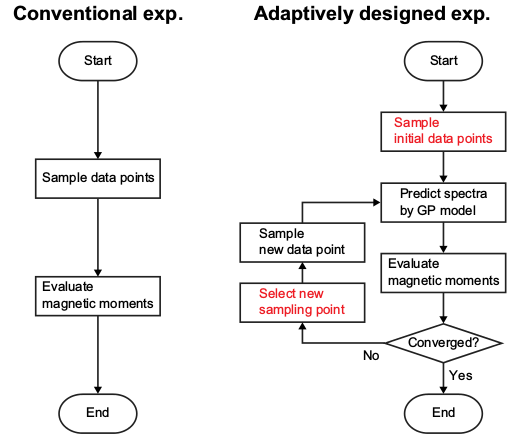 Conventional exp.
Start
Sample data points
Evaluate
magnetic moments
End
Adaptively designed exp.
Start
Sample
initial data points
Predict spectra
by GP model
Evaluate
magnetic moments
Converged?
No
Yes
Select new
sampling point
Sample
new data point
End